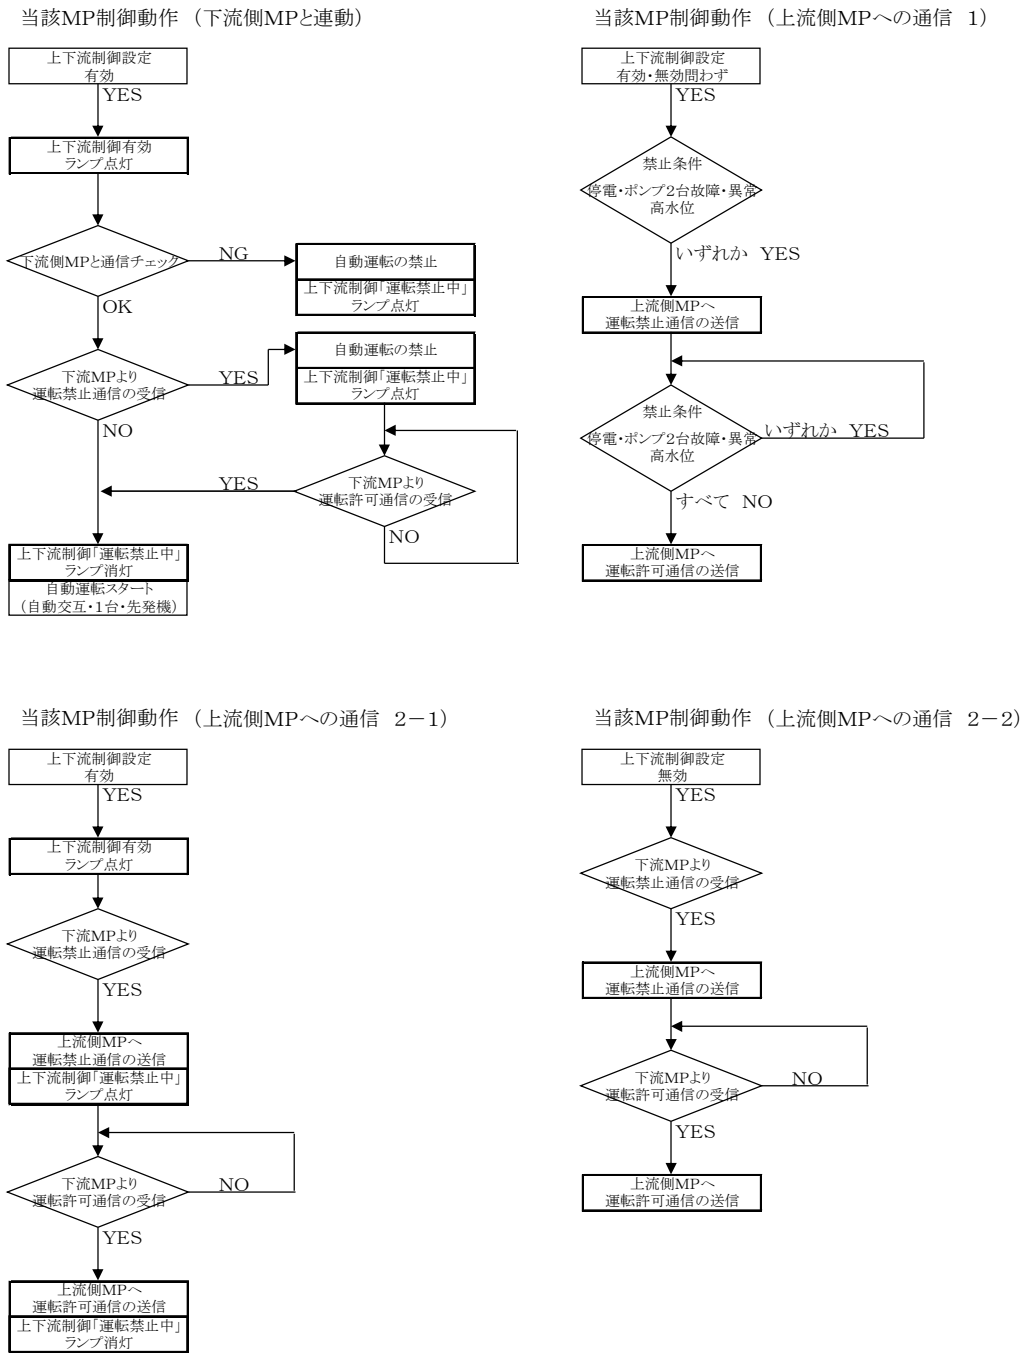 当該MP制御動作 （下流側MPと連動）
上下流制御設定
有効
YES
上下流制御有効
ランプ点灯
下流側MPと通信チェック
NG
自動運転の禁止
上下流制御「運転禁止中」
ランプ点灯
OK
下流MPより
運転禁止通信の受信
YES
自動運転の禁止
上下流制御「運転禁止中」
ランプ点灯
NO
下流MPより
運転許可通信の受信
YES
NO
上下流制御「運転禁止中」
ランプ消灯
自動運転スタート
（自動交互・1台・先発機）
当該MP制御動作 （上流側MPへの通信 1）
上下流制御設定
有効・無効問わず
YES
禁止条件
停電・ポンプ2台故障・異常
高水位
いずれか YES
上流側MPへ
運転禁止通信の送信
禁止条件
停電・ポンプ2台故障・異常
高水位
いずれか YES
すべて NO
上流側MPへ
運転許可通信の送信
当該MP制御動作 （上流側MPへの通信 2－1）
上下流制御設定
有効
YES
上下流制御有効
ランプ点灯
下流MPより
運転禁止通信の受信
YES
上流側MPへ
運転禁止通信の送信
上下流制御「運転禁止中」
ランプ点灯
下流MPより
運転許可通信の受信
NO
YES
上流側MPへ
運転許可通信の送信
上下流制御「運転禁止中」
ランプ消灯
当該MP制御動作 （上流側MPへの通信 2－2）
上下流制御設定
無効
YES
下流MPより
運転禁止通信の受信
YES
上流側MPへ
運転禁止通信の送信
下流MPより
運転許可通信の受信
NO
YES
上流側MPへ
運転許可通信の送信